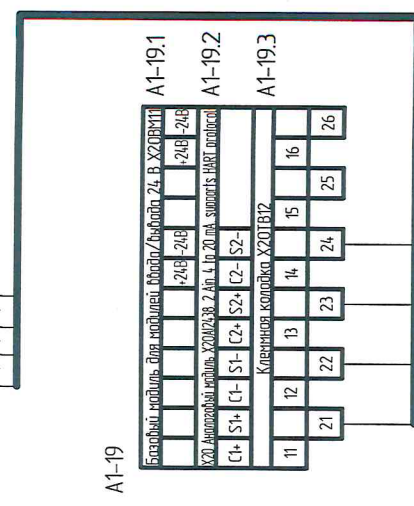 A1-19
A1-19.1
A1-19.2
A1-19.3
Базовый модуль для модулей ввода/вывода 24 В X20BM11
+24В -24В +24В -24В
X20 Аналоговый модуль X20AI2438 2 Ain. 4 to 20 mA, supports HART protocol
C1+ S1+ C1- S1- C2+ S2+ C2- S2-
Клеммная колодка X20TB12
11 12 13 14 15 16
21 22 23 24 25 26